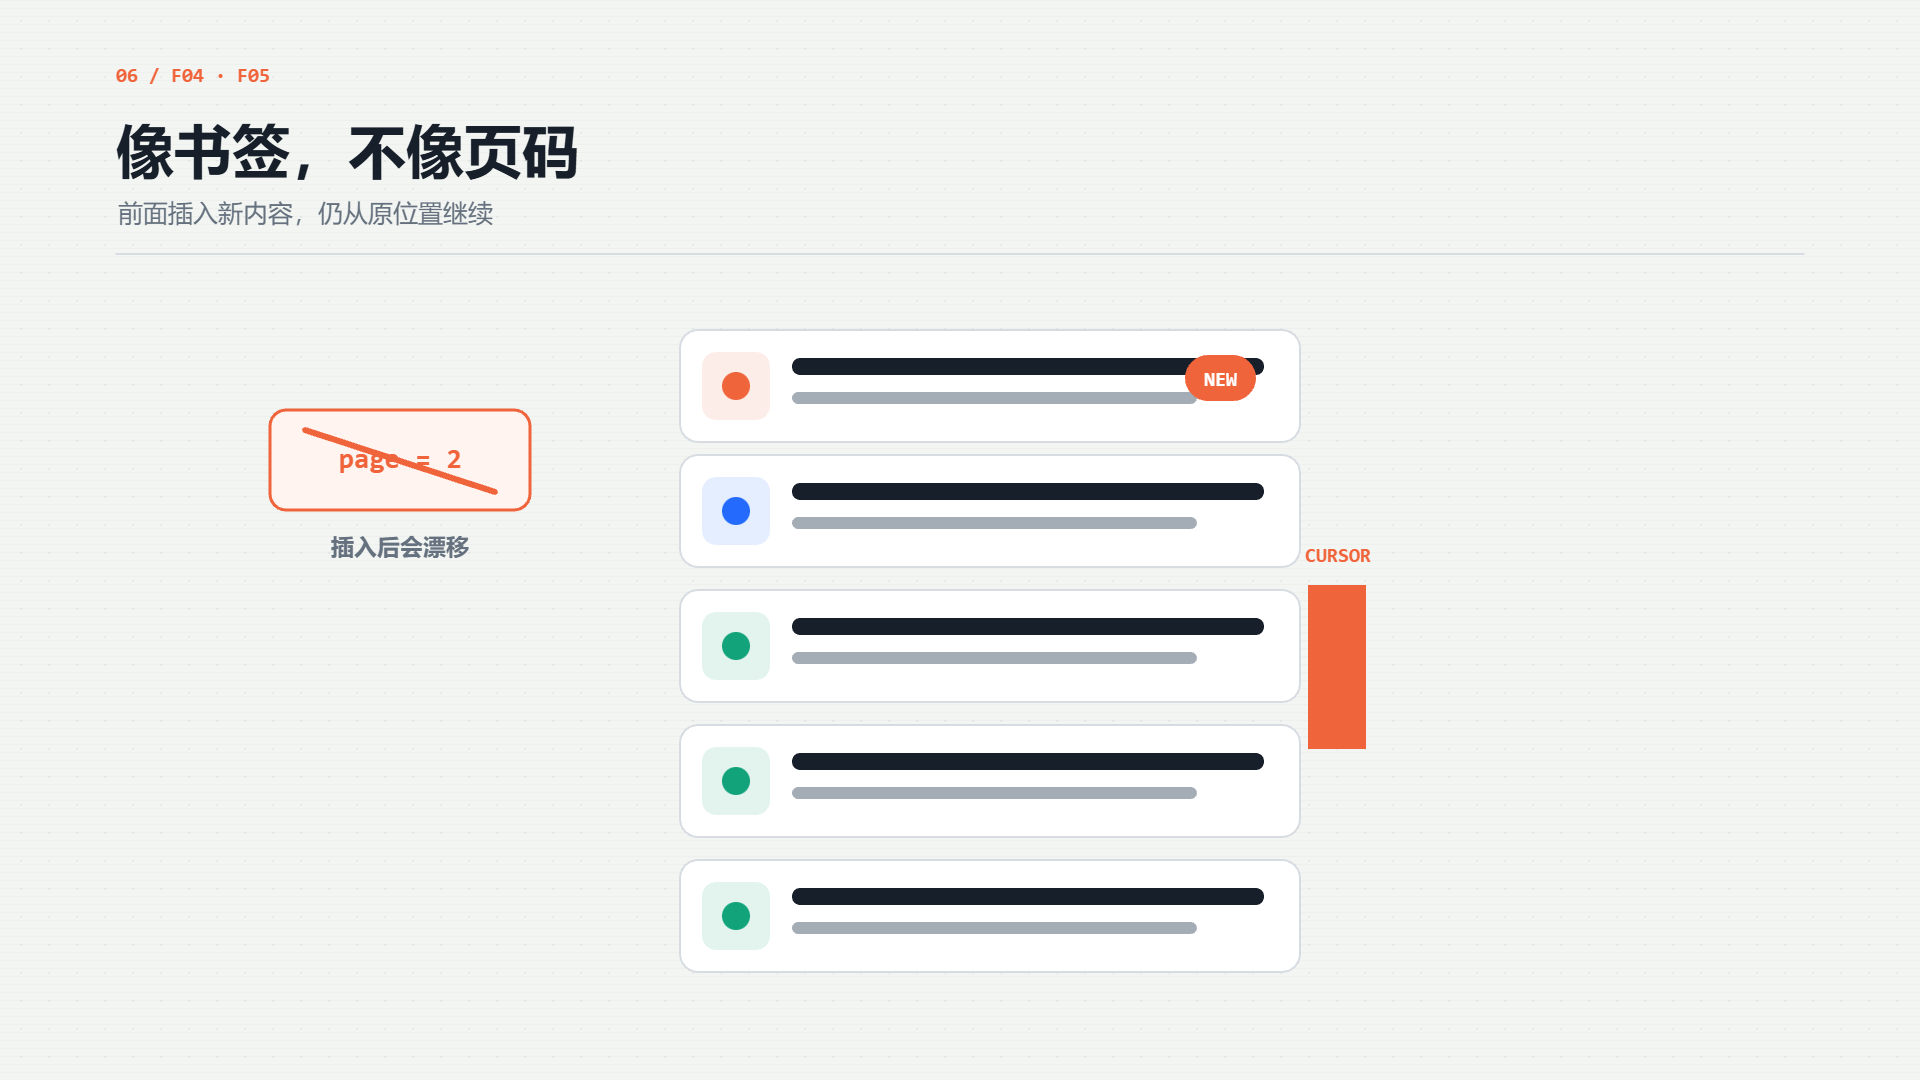 06 / F04 · F05
像书签，不像页码
前面插入新内容，仍从原位置继续
NEW
page = 2
插入后会漂移
CURSOR